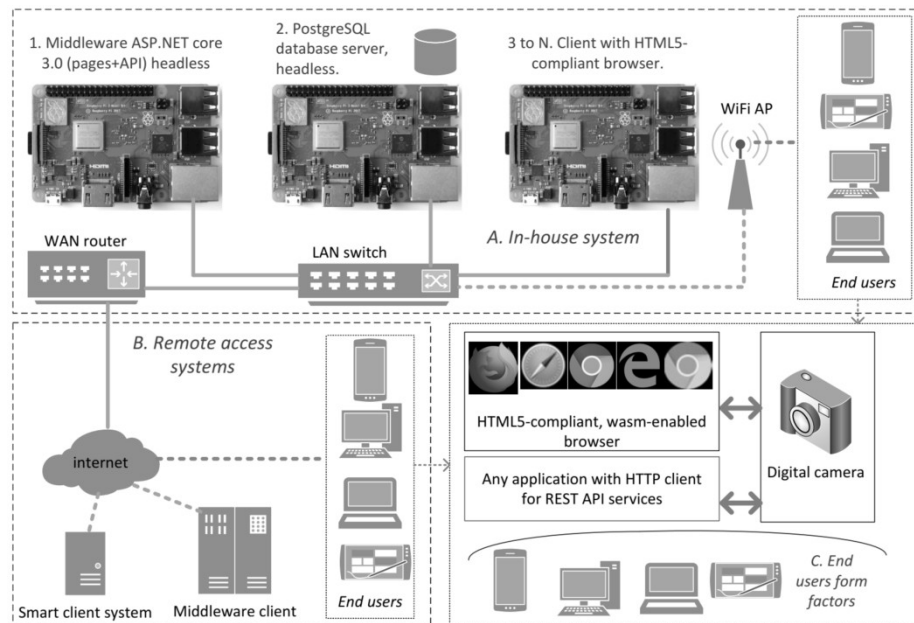 1. Middleware ASP.NET core
3.0 (pages+API) headless
2. PostgreSQL
database server,
headless.
3 to N. Client with HTML5-
compliant browser.
WiFi AP
HDMI
HDMI
HDMI
A. In-house system
WAN router
LAN switch
End users
B. Remote access
systems
internet
Smart client system
Middleware client
End users
HTML5-compliant, wasm-enabled
browser
Any application with HTTP client
for REST API services
Digital camera
C. End
users form
factors